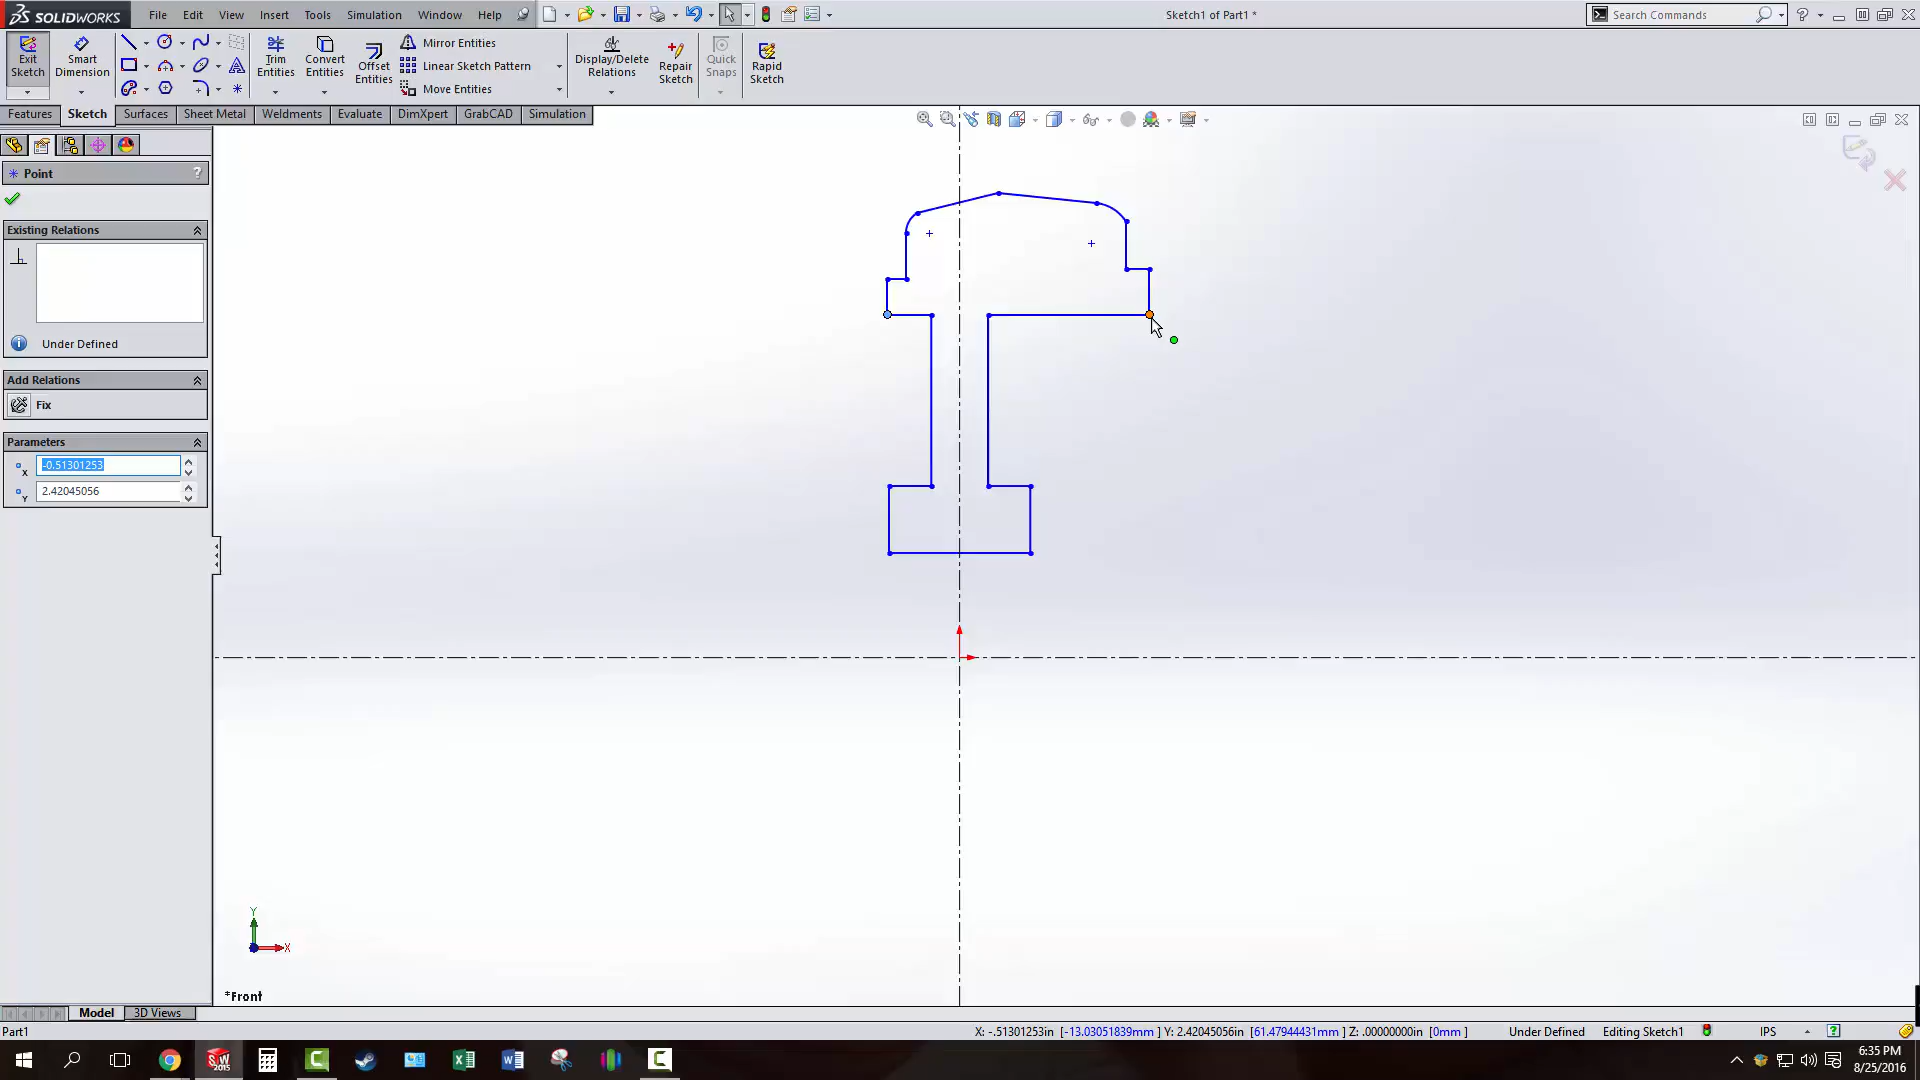 SOLIDWORKS File Edit View Insert Tools Simulation Window Help Sketch1 of Part1 * Search Commands ?
Exit Sketch
Smart Dimension
Trim Entities
Convert Entities
Offset Entities
Mirror Entities
Linear Sketch Pattern
Move Entities
Display/Delete Relations
Repair Sketch
Quick Snaps
Rapid Sketch
Features Sketch Surfaces Sheet Metal Weldments Evaluate DimXpert GrabCAD Simulation
Point ?
Existing Relations
Under Defined
Add Relations
Fix
Parameters
X -0.51301253
Y 2.42045056
Y
X
*Front
Model 3D Views
Part1 X: -.51301253in [-13.03051839mm ] Y: 2.42045056in [61.47944431mm ] Z: .00000000in [0mm ] Under Defined Editing Sketch1 IPS ?
SW 2015
6:35 PM
8/25/2016